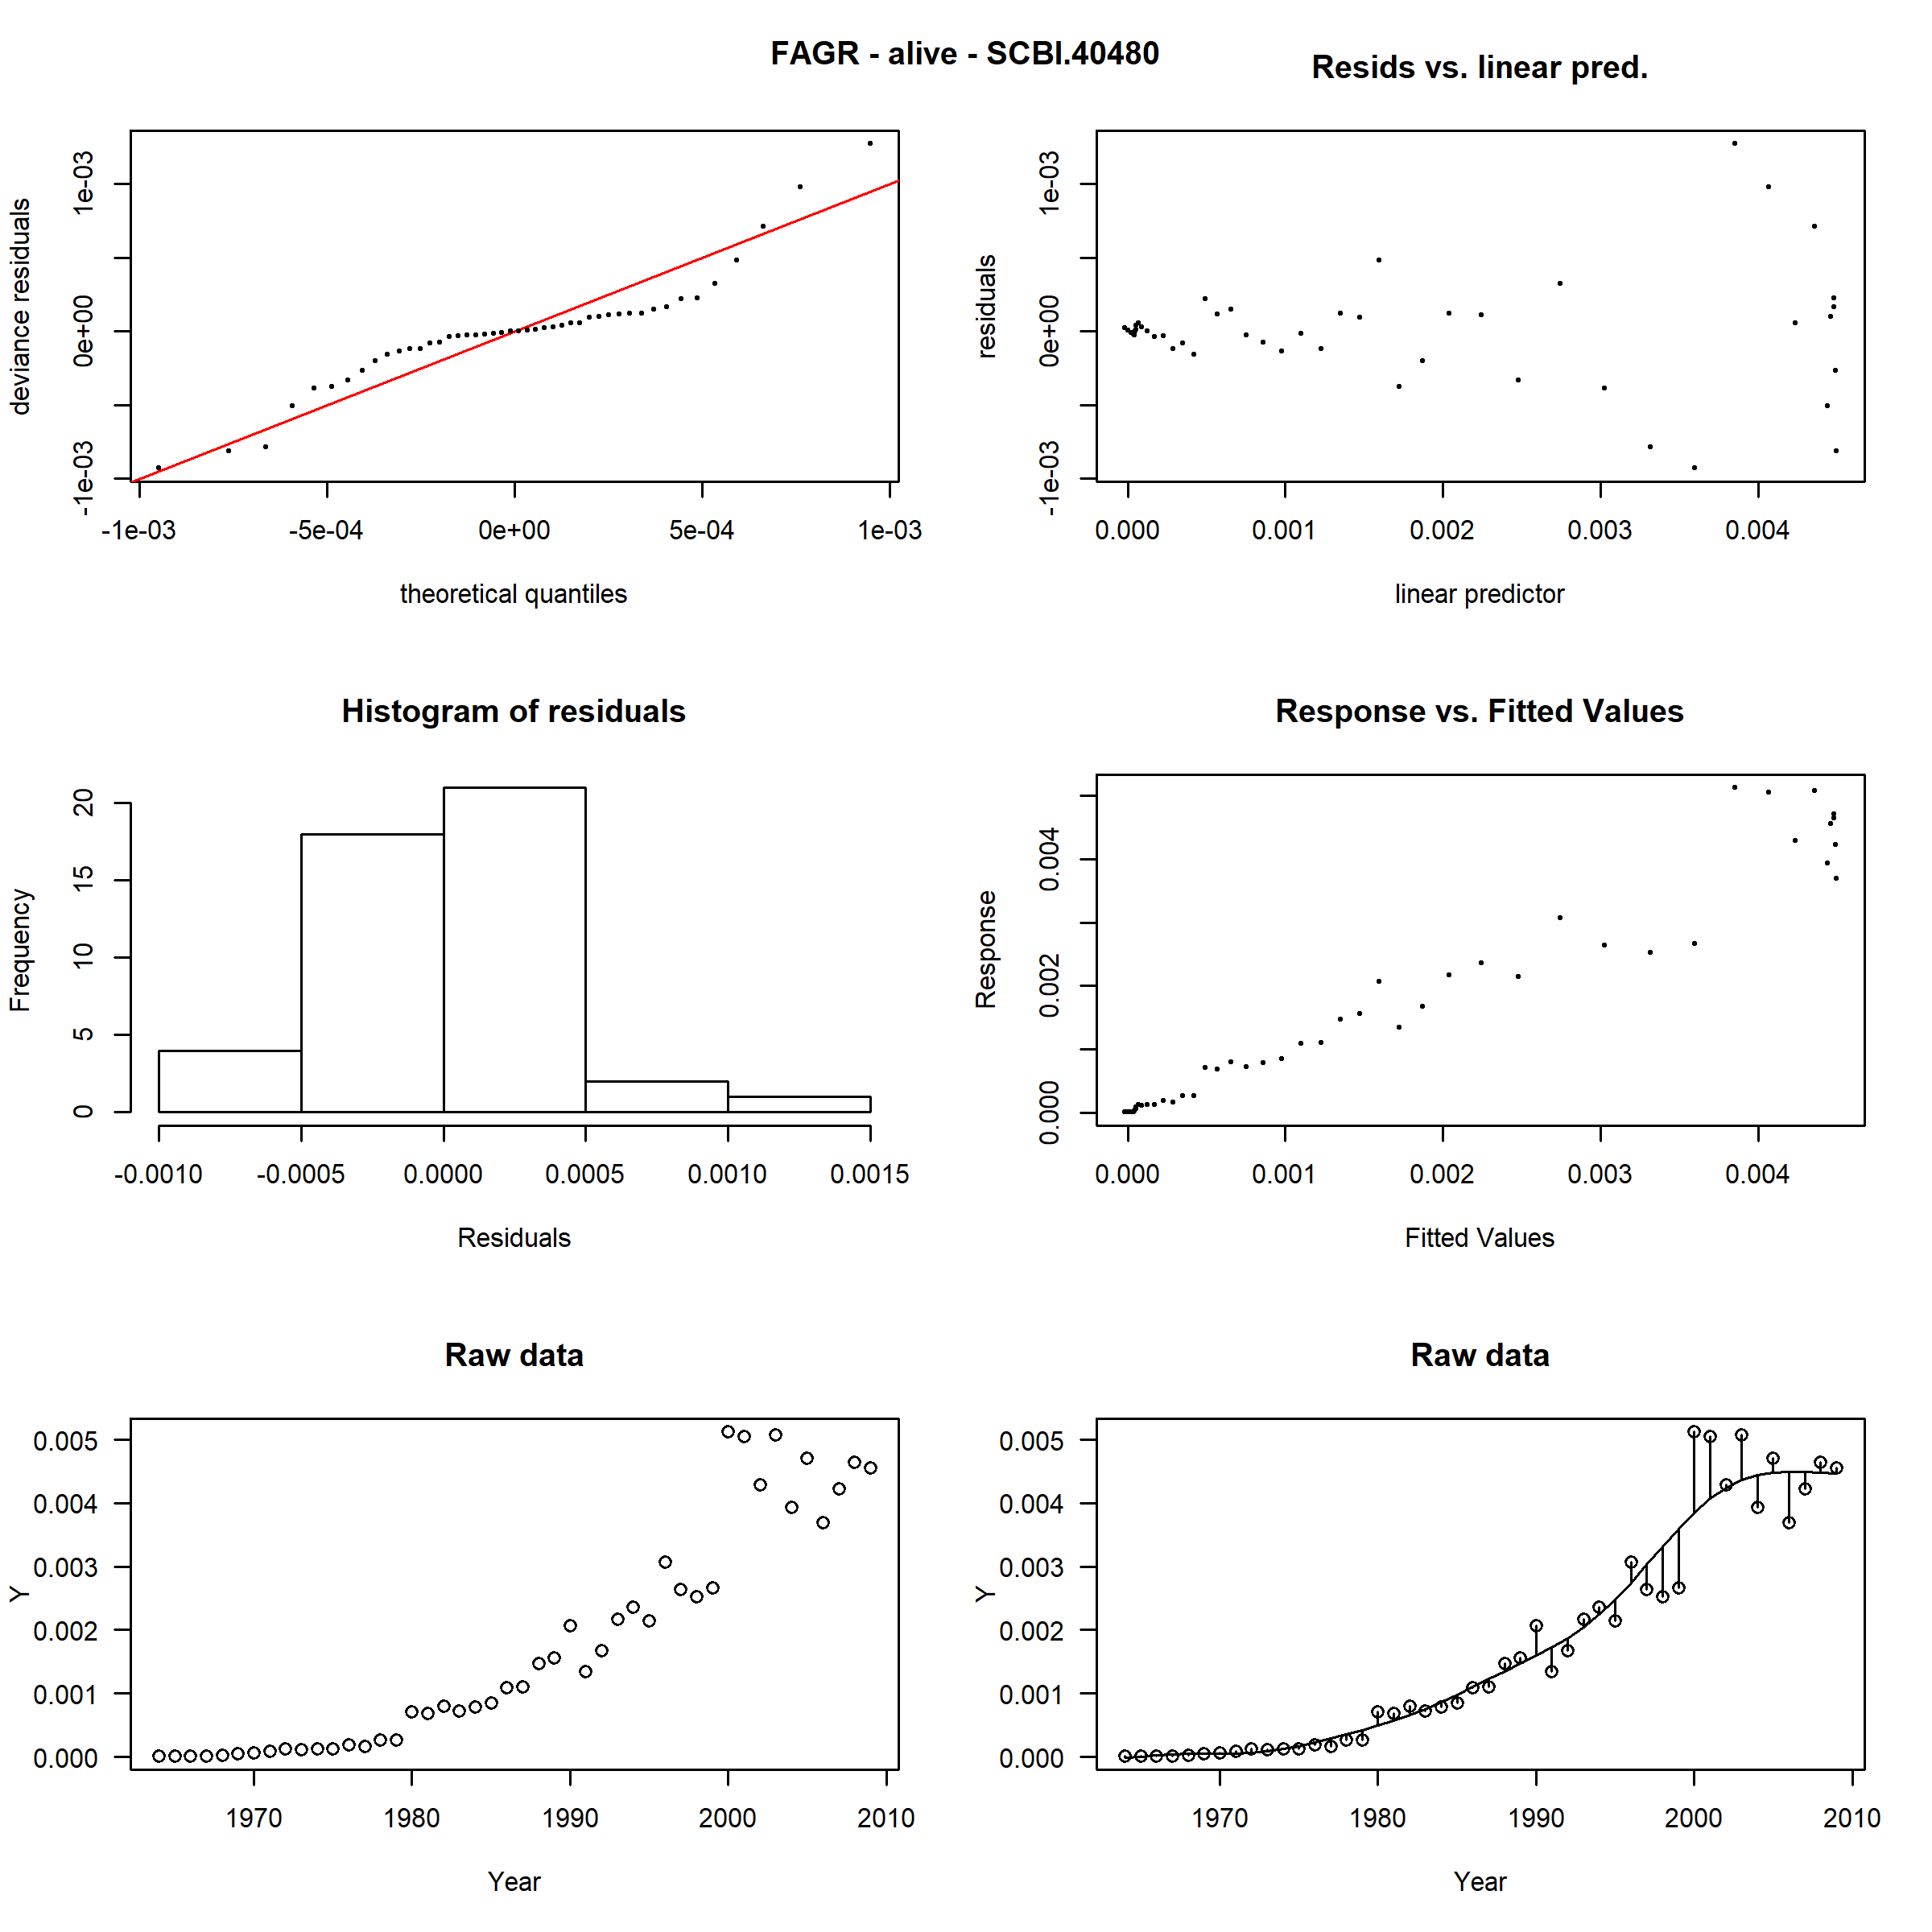 FAGR - alive - SCBI.40480
Resids vs. linear pred.
deviance residuals
-1e-03 0e+00 1e-03
-1e-03 -5e-04 0e+00 5e-04 1e-03
theoretical quantiles
residuals
-1e-03 0e+00 1e-03
0.000 0.001 0.002 0.003 0.004
linear predictor
Histogram of residuals
Frequency
0 5 10 15 20
-0.0010 -0.0005 0.0000 0.0005 0.0010 0.0015
Residuals
Response vs. Fitted Values
Response
0.000 0.002 0.004
0.000 0.001 0.002 0.003 0.004
Fitted Values
Raw data
Y
0.005
0.004
0.003
0.002
0.001
0.000
1970 1980 1990 2000 2010
Year
Raw data
Y
0.005
0.004
0.003
0.002
0.001
0.000
1970 1980 1990 2000 2010
Year